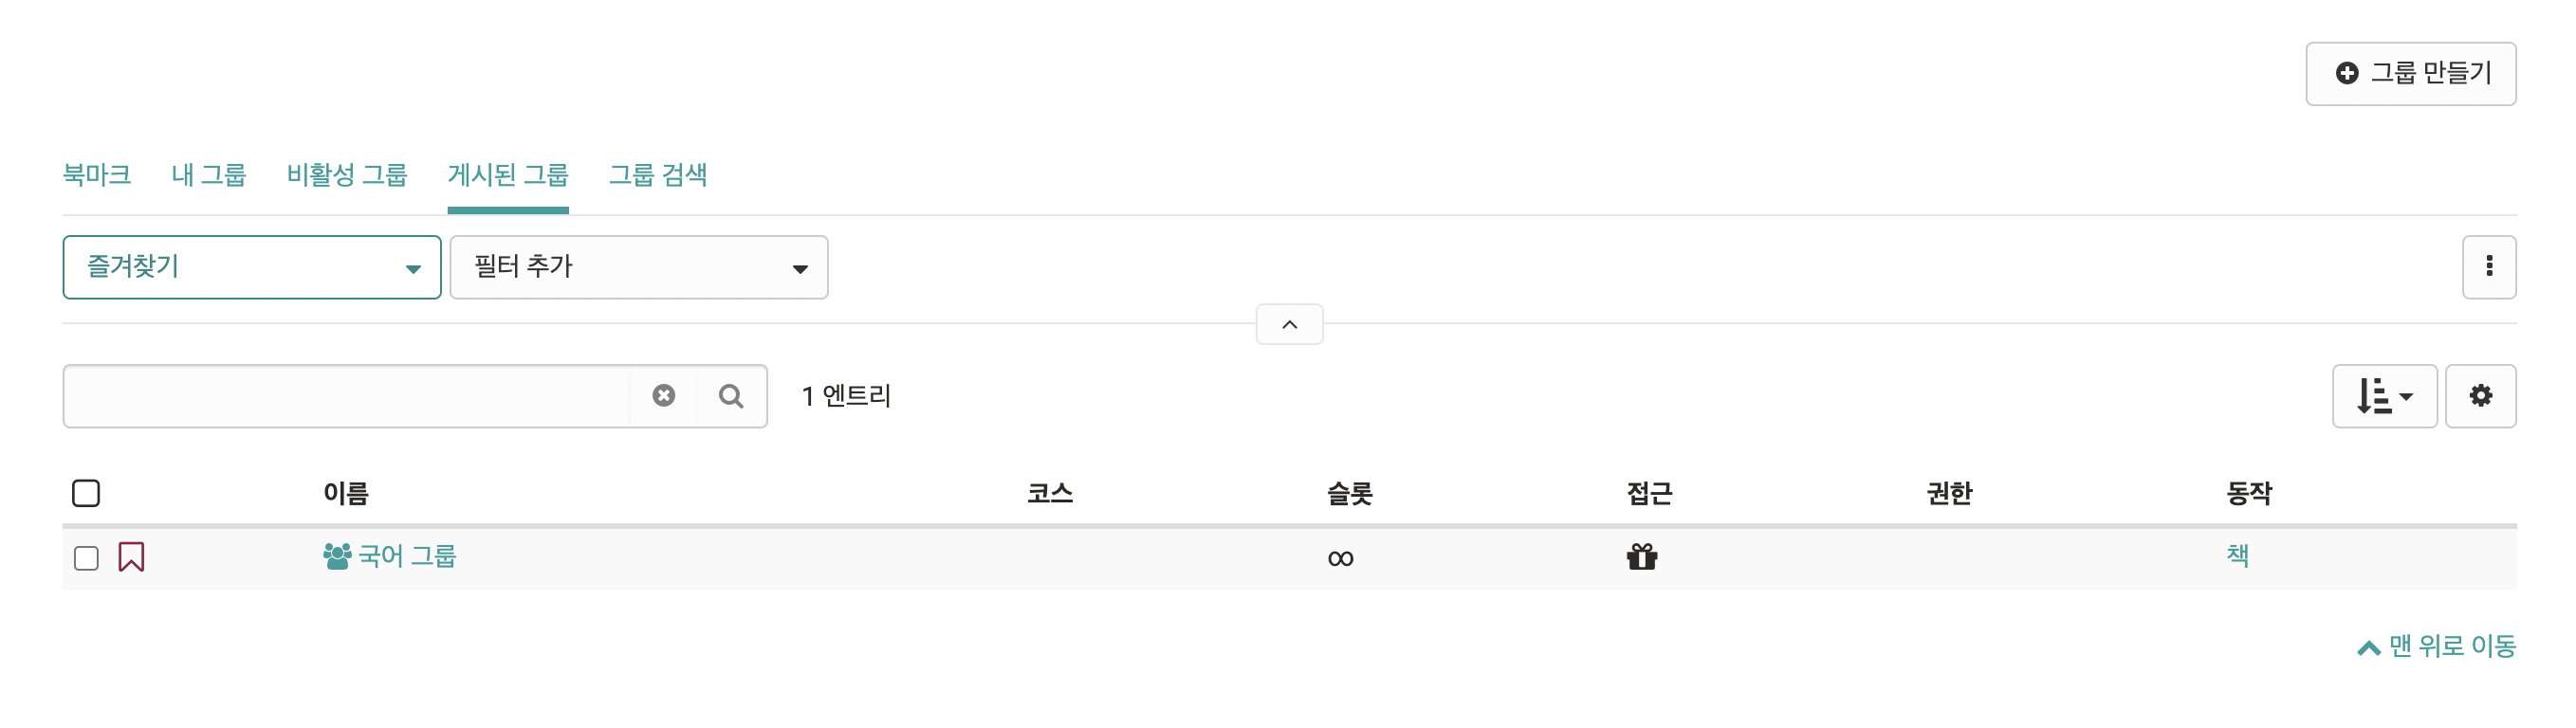 그룹 만들기
북마크 내 그룹 비활성 그룹 게시된 그룹 그룹 검색
즐겨찾기 필터 추가
1 엔트리
이름 코스 슬롯 접근 권한 동작
국어 그룹 ∞ 책
맨 위로 이동